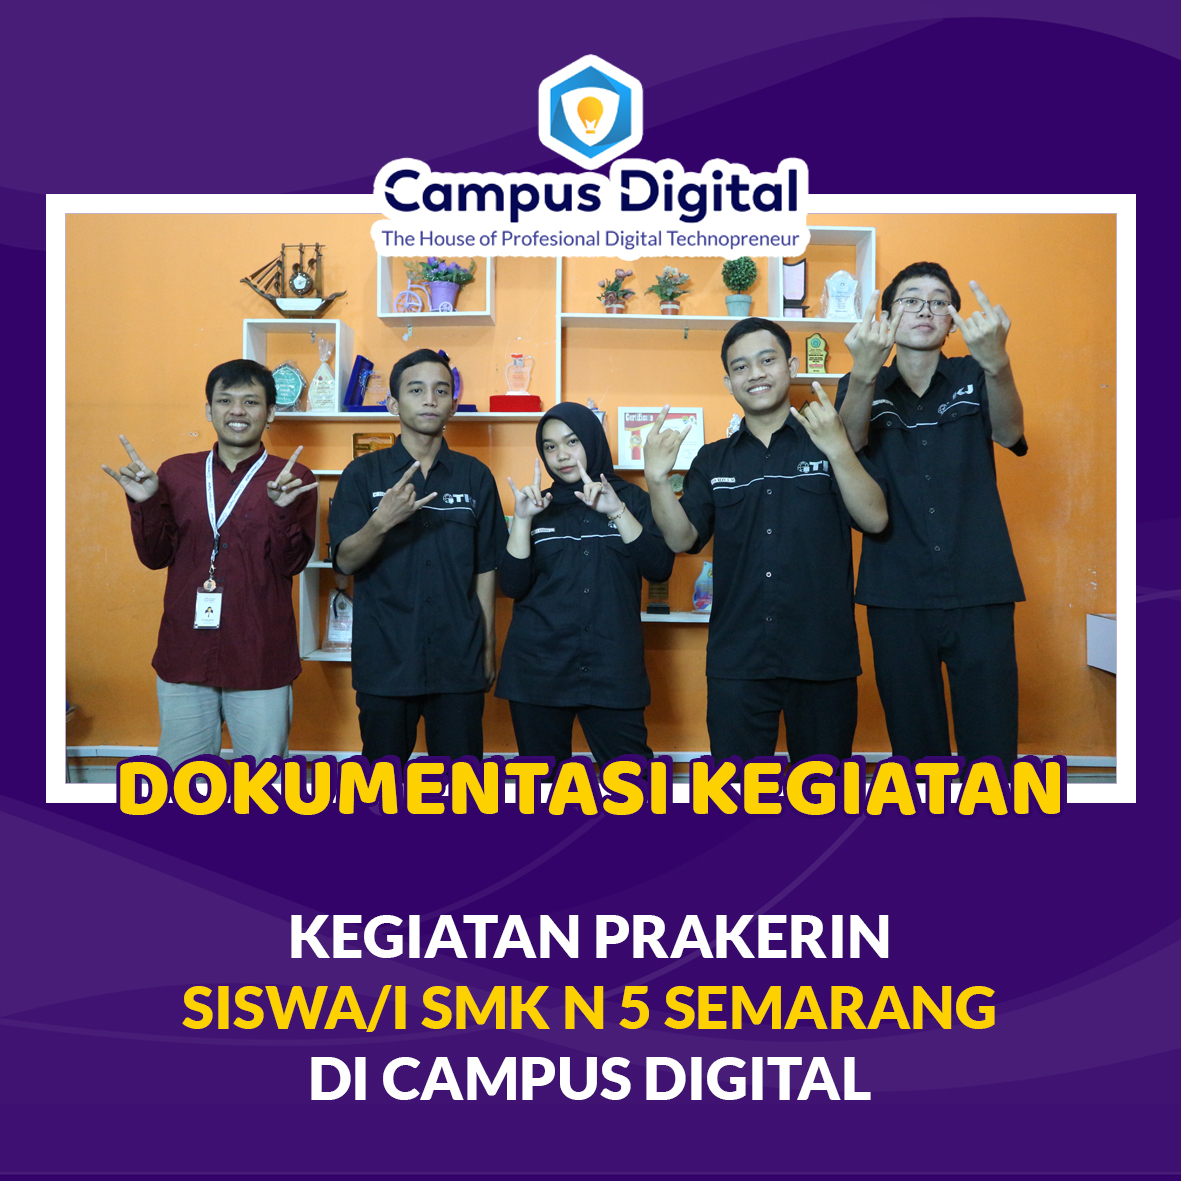 Campus Digital
The House of Profesional Digital Technopreneur
DOKUMENTASI KEGIATAN
KEGIATAN PRAKERIN
SISWA/I SMK N 5 SEMARANG
DI CAMPUS DIGITAL